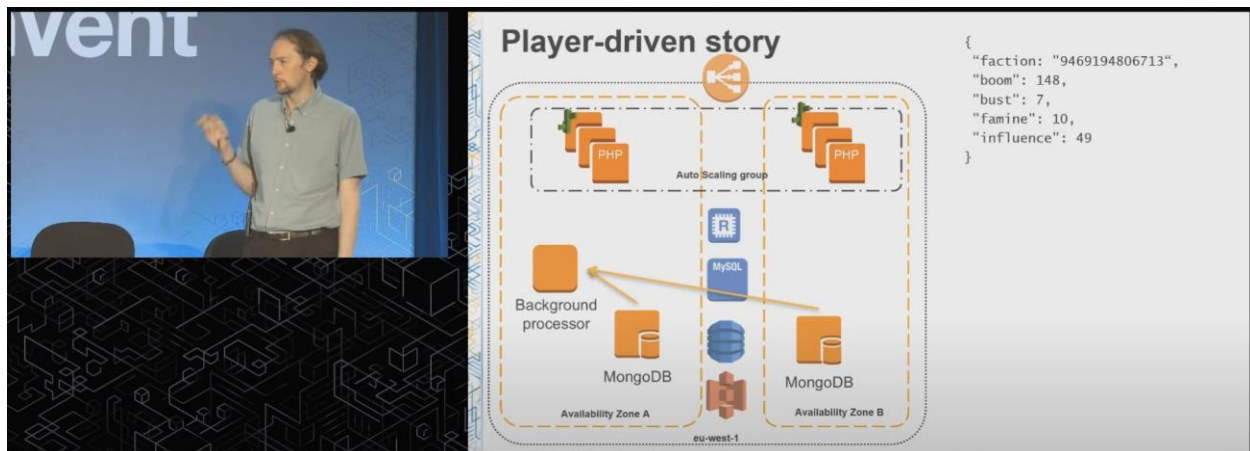 nvent
Player-driven story
PHP
PHP
Auto Scaling group
R
MySQL
Background
processor
MongoDB
MongoDB
Availability Zone A
Availability Zone B
eu-west-1
{
"faction: "9469194806713",
"boom": 148,
"bust": 7,
"famine": 10,
"influence": 49
}